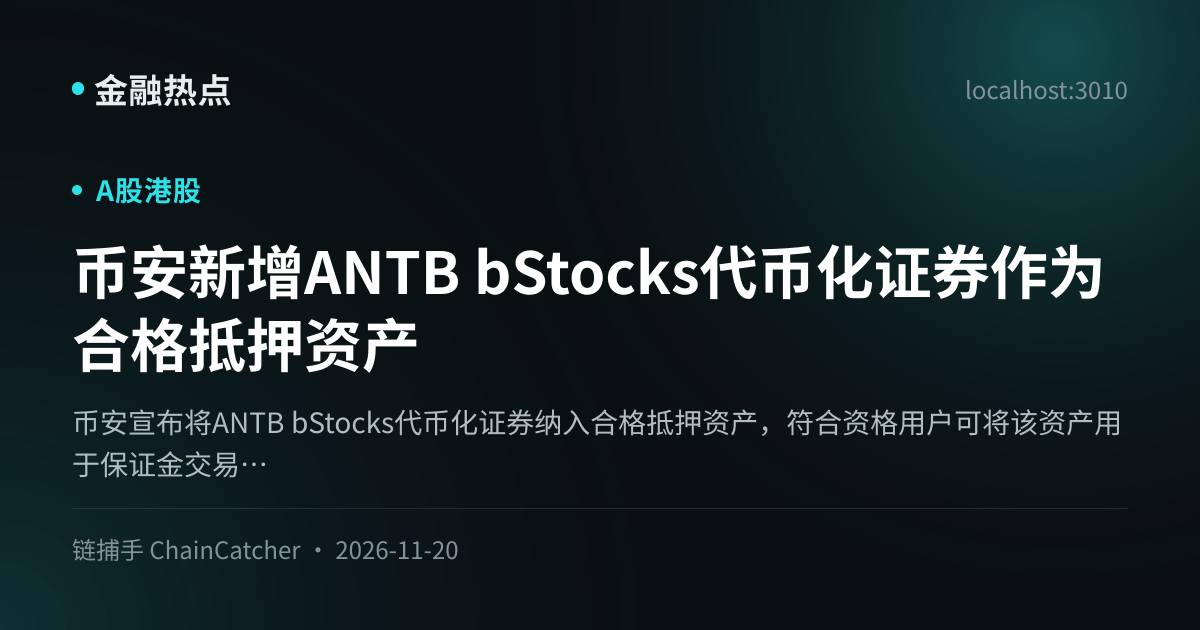 金融热点
localhost:3010
A股港股
币安新增ANTB bStocks代币化证券作为
合格抵押资产
币安宣布将ANTB bStocks代币化证券纳入合格抵押资产，符合资格用户可将该资产用
于保证金交易…
链捕手 ChainCatcher · 2026-11-20